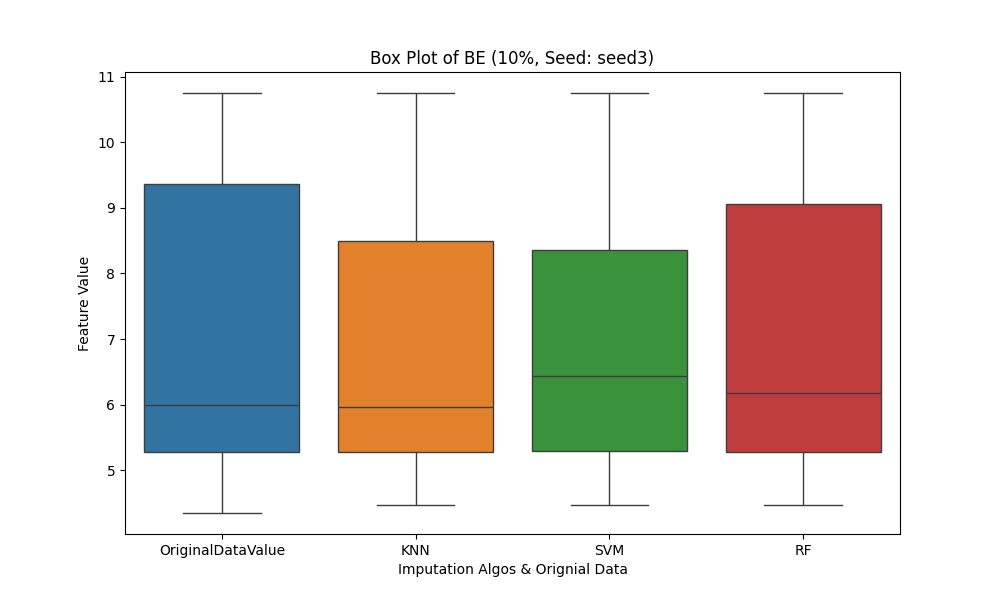 Box Plot of BE (10%, Seed: seed3)
Feature Value
11
10
9
8
7
6
5
OriginalDataValue KNN SVM RF
Imputation Algos & Orignial Data